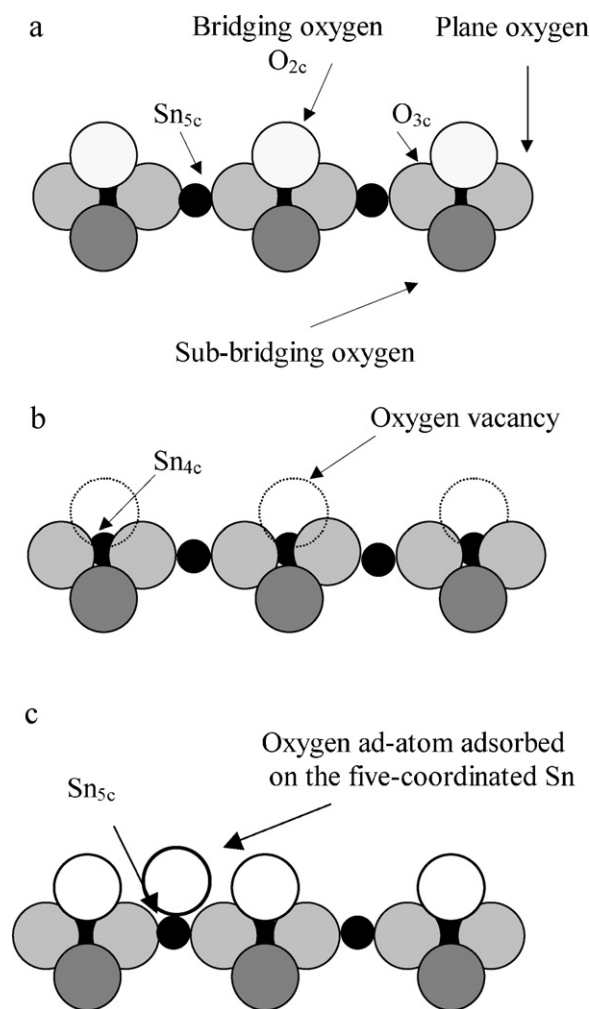 a
Bridging oxygen
O2c
Plane oxygen
Sn5c
O3c
Sub-bridging oxygen
b
Oxygen vacancy
Sn4c
c
Oxygen ad-atom adsorbed
on the five-coordinated Sn
Sn5c